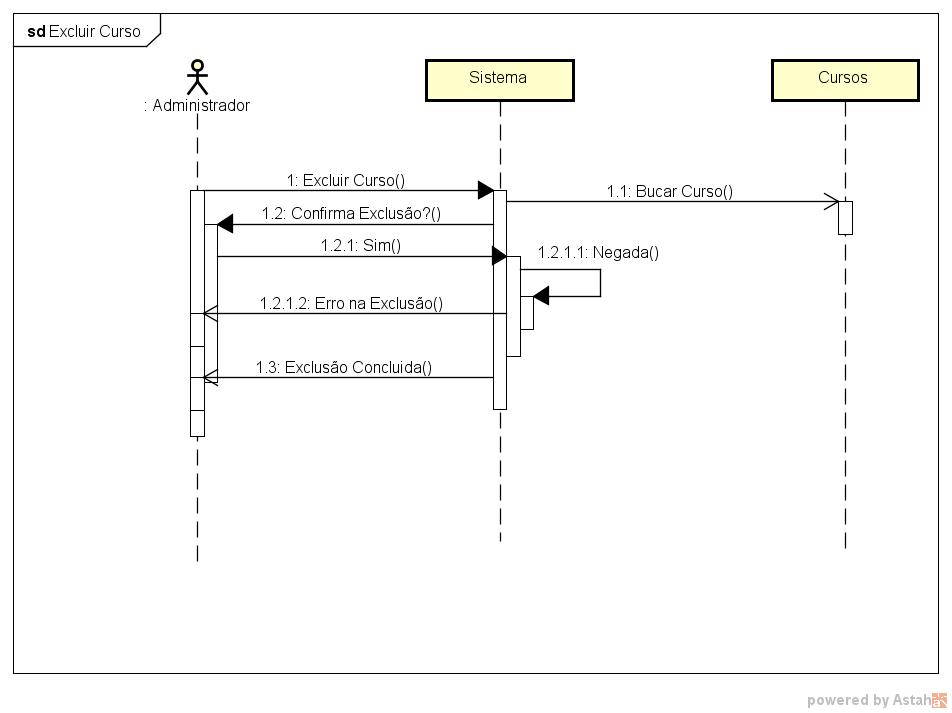 sd Excluir Curso
: Administrador
Sistema
Cursos
1: Excluir Curso()
1.1: Bucar Curso()
1.2: Confirma Exclusão?()
1.2.1: Sim()
1.2.1.1: Negada()
1.2.1.2: Erro na Exclusão()
1.3: Exclusão Concluida()
powered by Astah